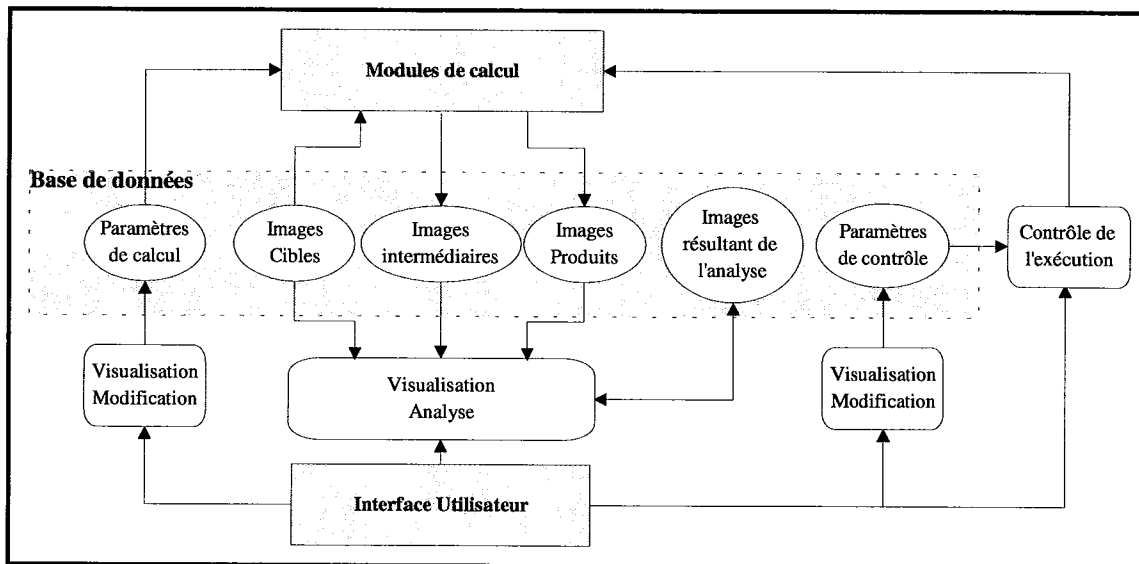 Modules de calcul
Base de données
Paramètres
de calcul
Images
Cibles
Images
intermédiaires
Images
Produits
Images
résultant de
l'analyse
Paramètres
de contrôle
Contrôle de
l'exécution
Visualisation
Modification
Visualisation
Analyse
Visualisation
Modification
Interface Utilisateur